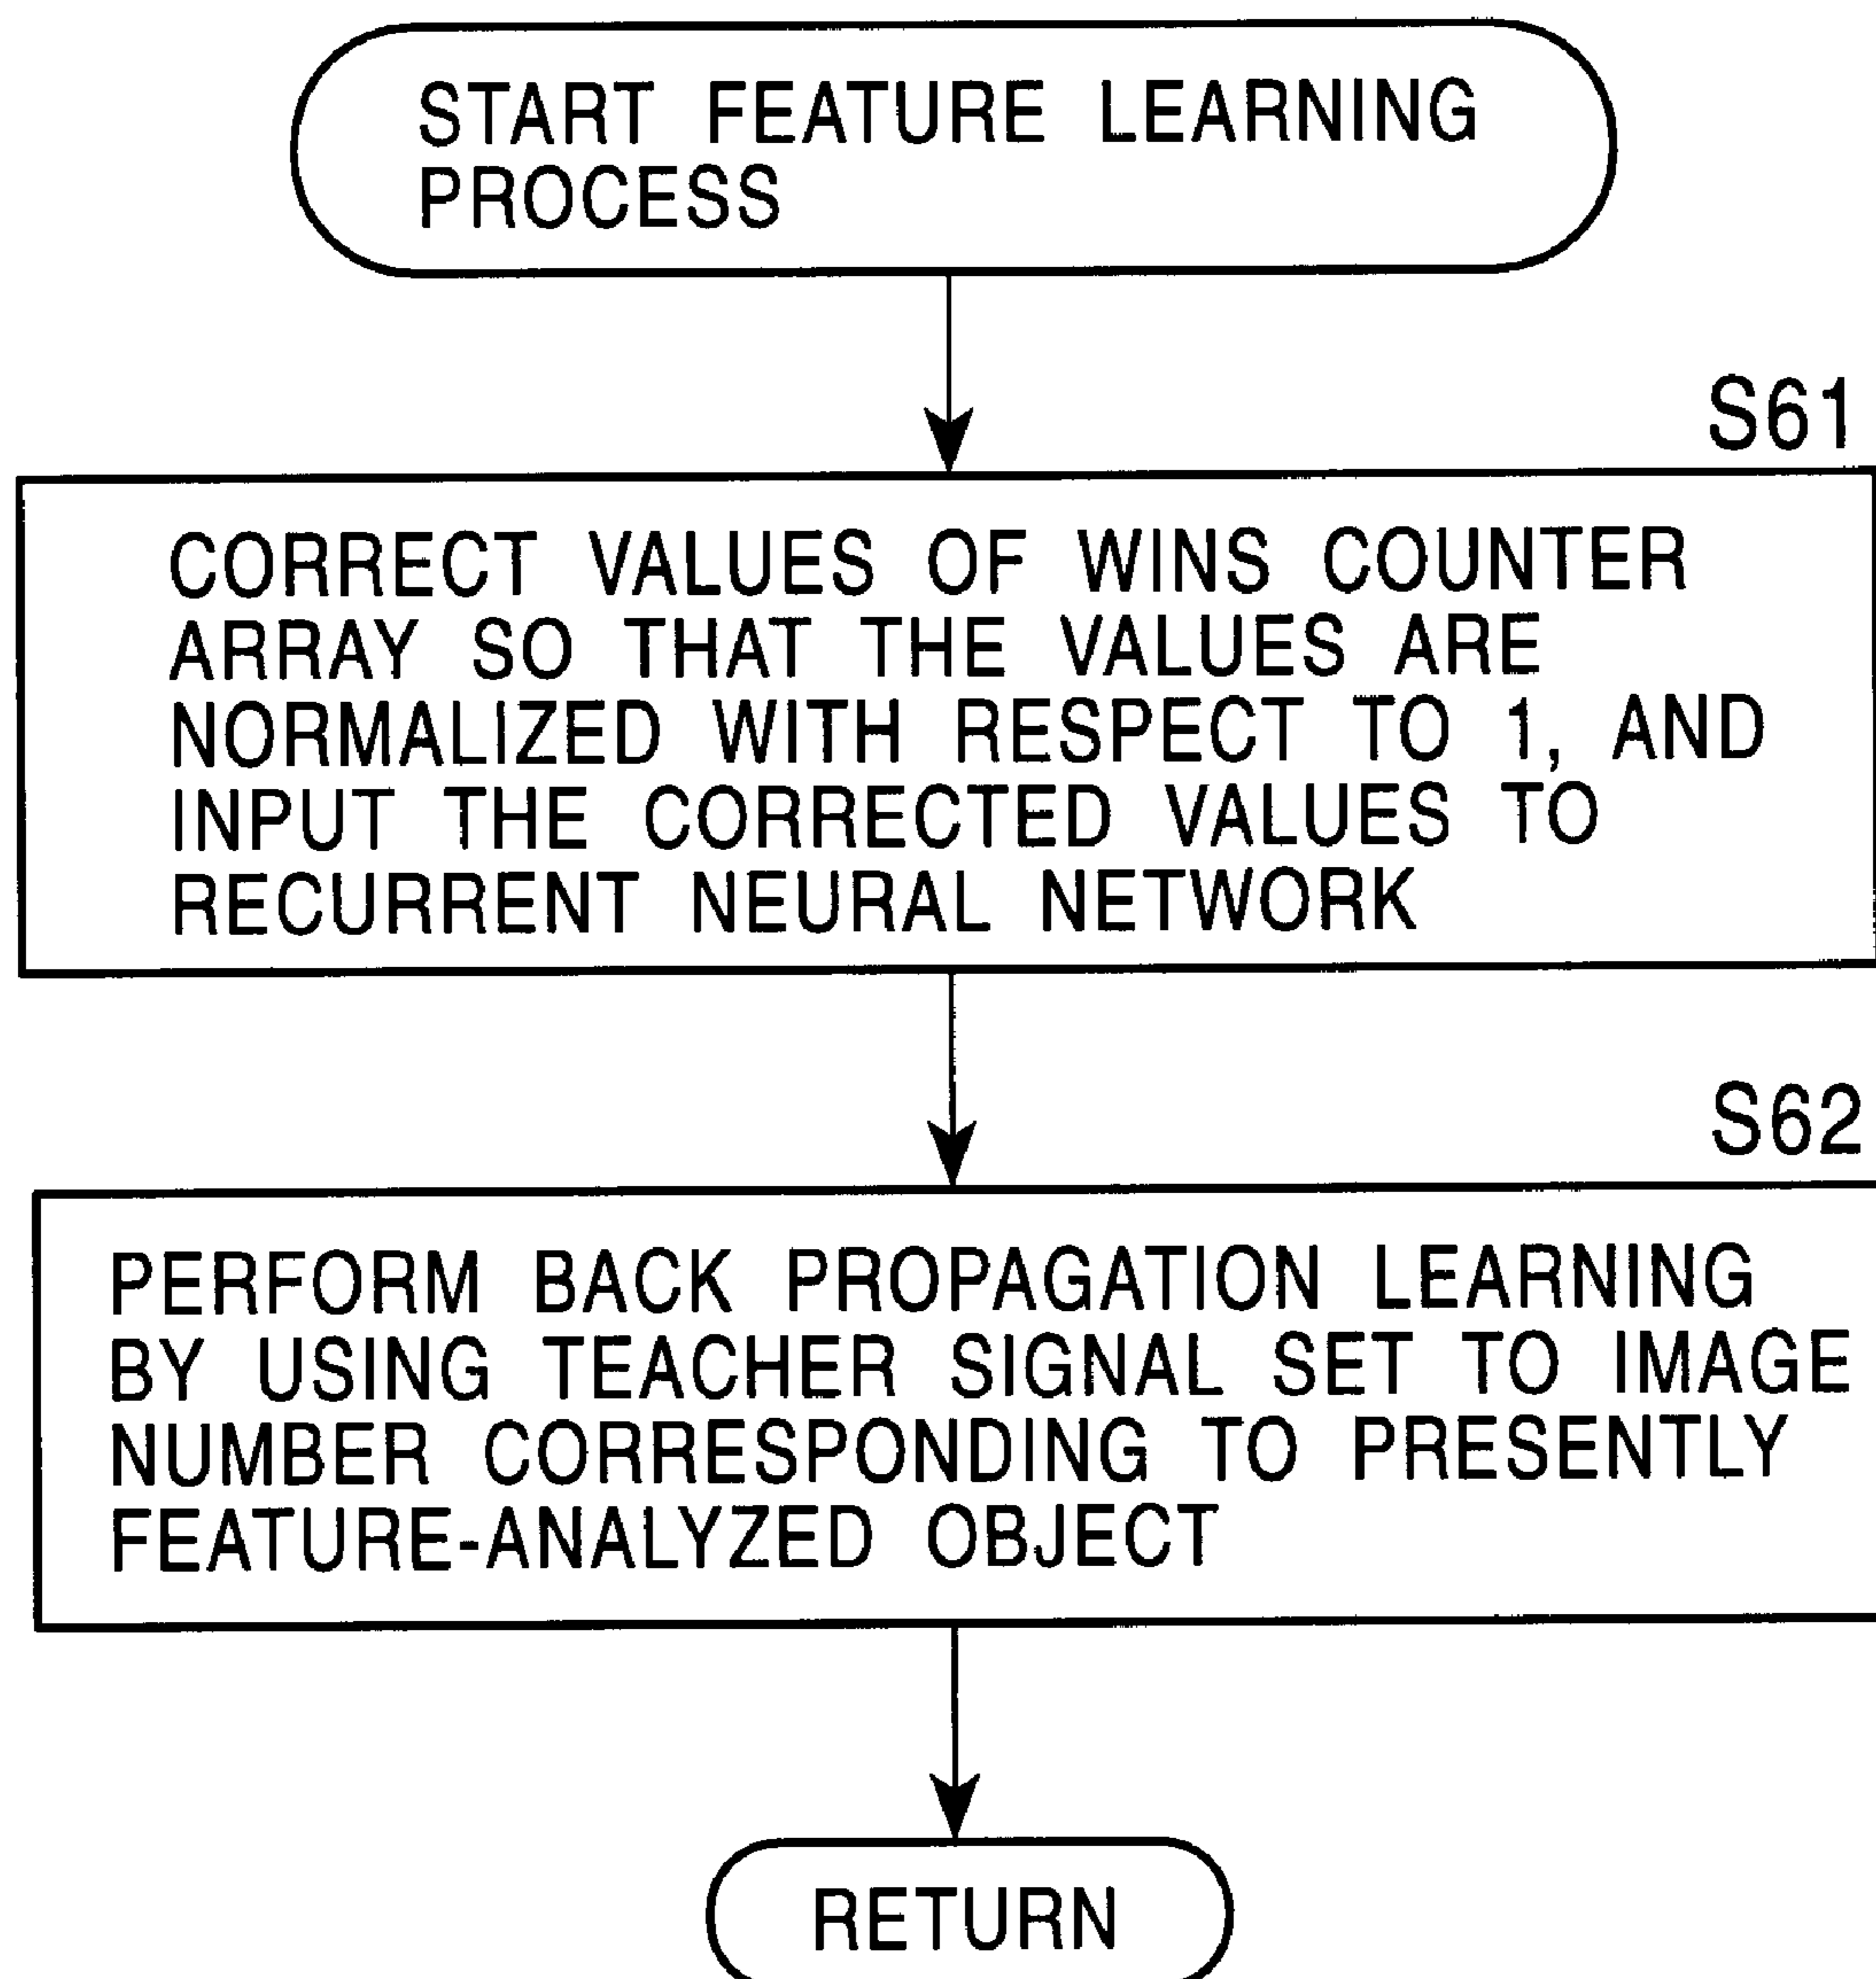 START FEATURE LEARNING
PROCESS
S61
CORRECT VALUES OF WINS COUNTER
ARRAY SO THAT THE VALUES ARE
NORMALIZED WITH RESPECT TO 1, AND
INPUT THE CORRECTED VALUES TO
RECURRENT NEURAL NETWORK
S62
PERFORM BACK PROPAGATION LEARNING
BY USING TEACHER SIGNAL SET TO IMAGE
NUMBER CORRESPONDING TO PRESENTLY
FEATURE-ANALYZED OBJECT
RETURN